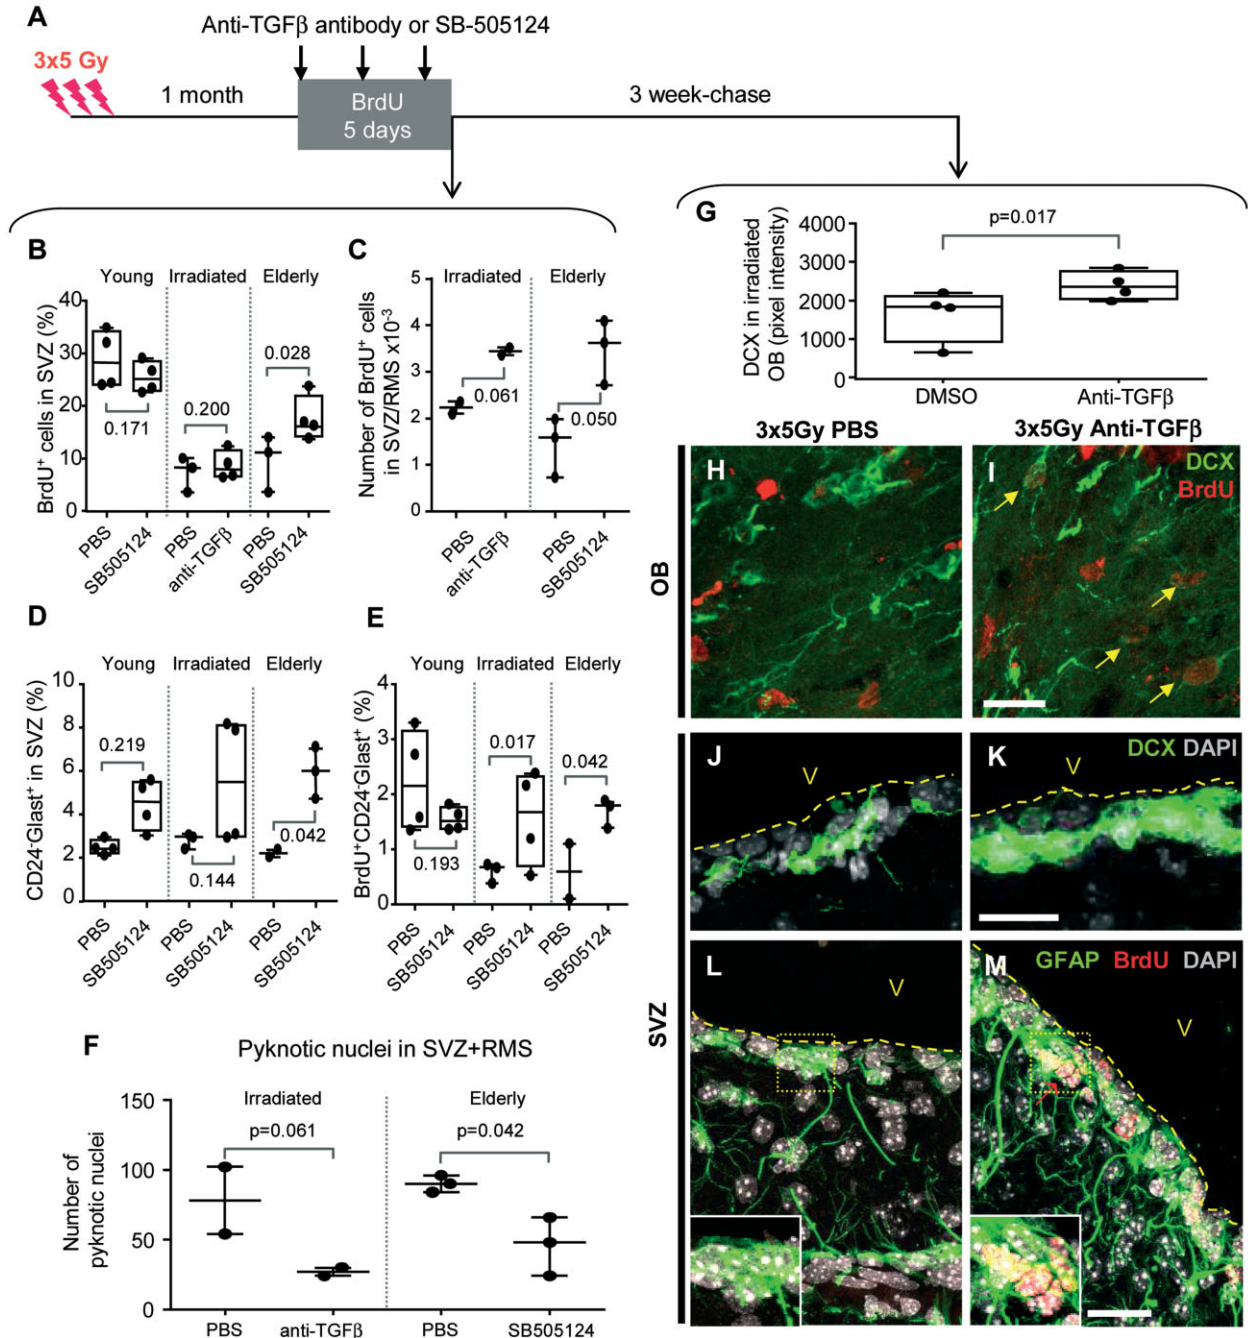 A
Anti-TGFβ antibody or SB-505124
3x5 Gy
1 month
BrdU
5 days
3 week-chase
B
Young
Irradiated
Elderly
BrdU⁺ cells in SVZ (%)
40
30
20
10
0
0.171
0.200
0.028
PBS
SB505124
PBS
anti-TGFβ
PBS
SB505124
C
Irradiated
Elderly
Number of BrdU⁺ cells
in SVZ/RMS x10⁻³
5
4
3
2
1
0
0.061
0.050
PBS
anti-TGFβ
PBS
SB505124
D
Young
Irradiated
Elderly
CD24⁻Glast⁺ in SVZ (%)
10
8
6
4
2
0
0.219
0.144
0.042
PBS
SB505124
PBS
SB505124
PBS
SB505124
E
Young
Irradiated
Elderly
BrdU⁺CD24⁻Glast⁺ (%)
4
3
2
1
0
0.193
0.017
0.042
PBS
SB505124
PBS
SB505124
PBS
SB505124
F
Pyknotic nuclei in SVZ+RMS
Irradiated
Elderly
Number of
pyknotic nuclei
150
100
50
0
p=0.061
p=0.042
PBS
anti-TGFβ
PBS
SB505124
G
DCX in irradiated
OB (pixel intensity)
4000
3000
2000
1000
0
p=0.017
DMSO
Anti-TGFβ
3x5Gy PBS
3x5Gy Anti-TGFβ
OB
H
I
DCX
BrdU
SVZ
J
V
K
V
DCX DAPI
L
V
M
GFAP BrdU DAPI
V